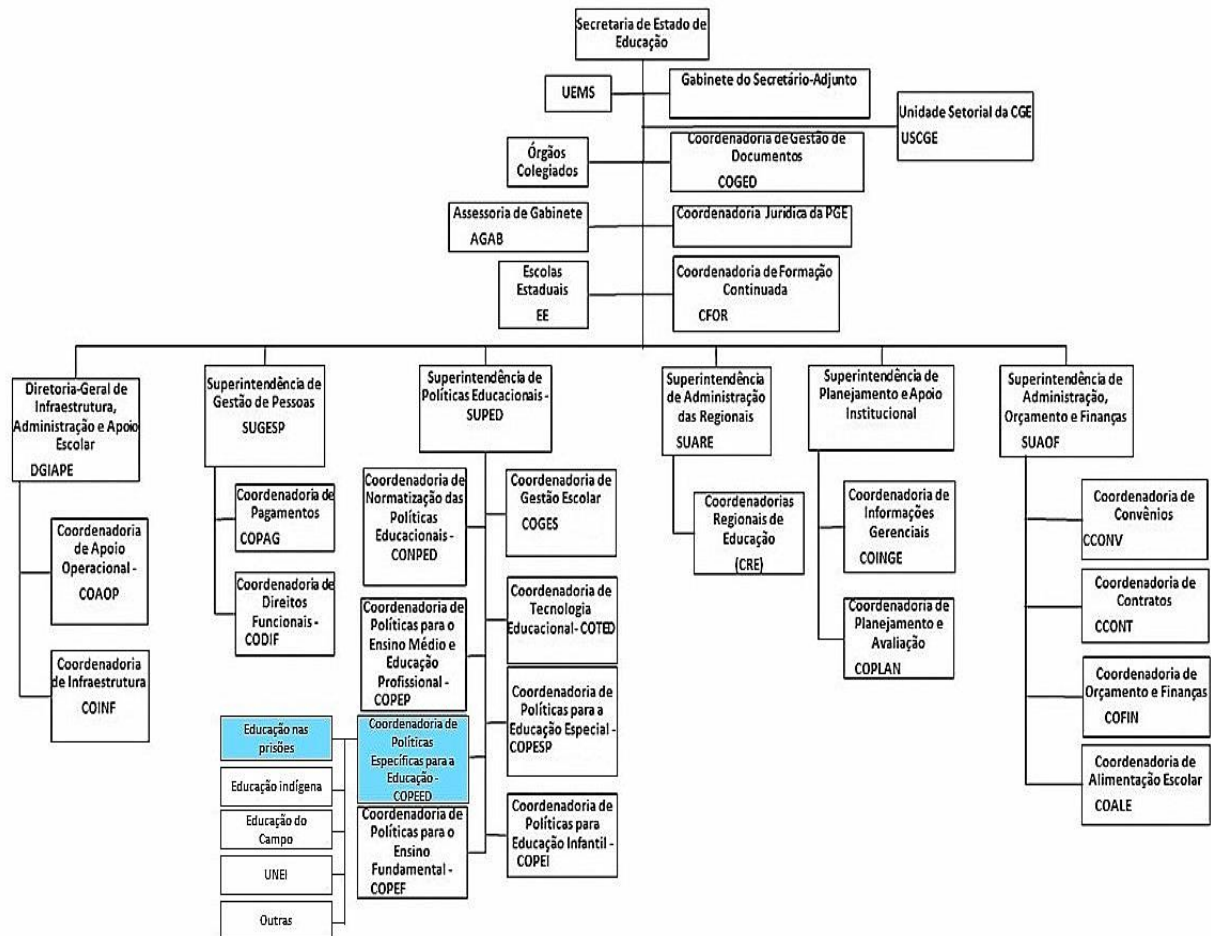 Secretaria de Estado de
Educação
UEMS
Gabinete do Secretário-Adjunto
Unidade Setorial da CGE
USCGE
Órgãos
Colegiados
Coordenadoria de Gestão de
Documentos
COGED
Assessoria de Gabinete
AGAB
Coordenadoria Jurídica da PGE
Escolas
Estaduais
EE
Coordenadoria de Formação
Continuada
CFOR
Diretoria-Geral de
Infraestrutura,
Administração e Apoio
Escolar
DGIAPE
Coordenadoria
de Apoio
Operacional -
COAOP
Coordenadoria
de Infraestrutura
COINF
Superintendência de
Gestão de Pessoas
SUGESP
Coordenadoria de
Pagamentos
COPAG
Coordenadoria de
Direitos
Funcionais -
CODIF
Superintendência de
Políticas Educacionais -
SUPED
Coordenadoria de
Normatização das
Políticas
Educacionais -
CONPED
Coordenadoria de
Gestão Escolar
COGES
Coordenadoria de
Políticas para o
Ensino Médio e
Educação
Profissional -
COPEP
Coordenadoria de
Tecnologia
Educacional- COTED
Coordenadoria de
Políticas para a
Educação Especial -
COPESP
Coordenadoria de
Políticas
Específicas para a
Educação -
COPEED
Educação nas
prisões
Educação indígena
Educação do
Campo
UNEI
Outras
Coordenadoria de
Políticas para o
Ensino
Fundamental -
COPEF
Coordenadoria de
Políticas para
Educação Infantil -
COPEI
Superintendência
de Administração
das Regionais
SUARE
Coordenadorias
Regionais de
Educação
(CRE)
Superintendência de
Planejamento e Apoio
Institucional
Coordenadoria de
Informações
Gerenciais
COINGE
Coordenadoria de
Planejamento e
Avaliação
COPLAN
Superintendência de
Administração,
Orçamento e Finanças
SUAOF
Coordenadoria de
Convênios
CCONV
Coordenadoria de
Contratos
CCONT
Coordenadoria de
Orçamento e Finanças
COFIN
Coordenadoria de
Alimentação Escolar
COALE